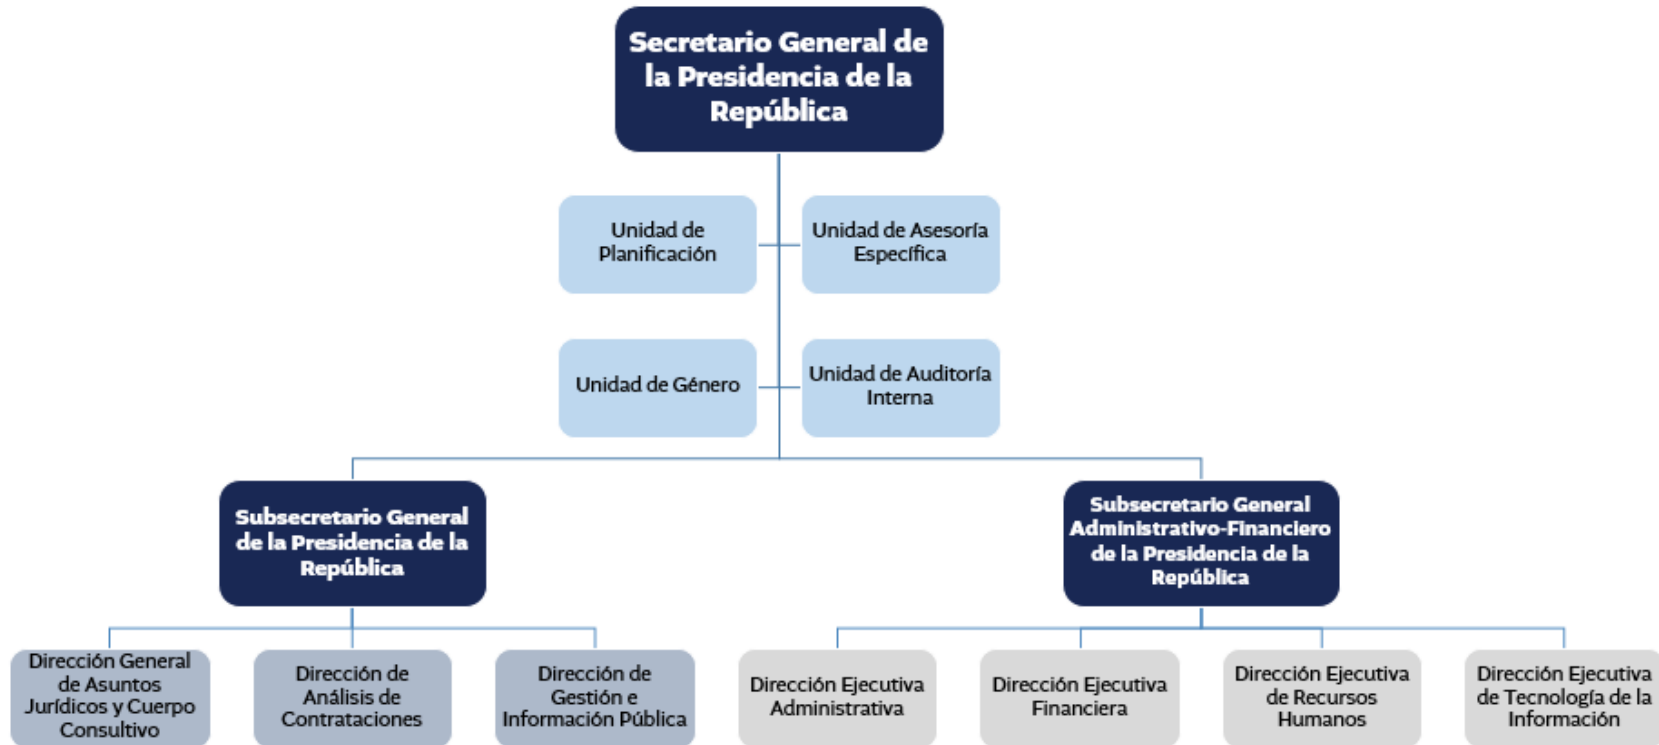 Secretario General de
la Presidencia de la
República
Unidad de
Planificación
Unidad de Asesoría
Específica
Unidad de Género
Unidad de Auditoría
Interna
Subsecretario General
de la Presidencia de la
República
Subsecretario General
Administrativo-Financiero
de la Presidencia de la
República
Dirección General
de Asuntos
Jurídicos y Cuerpo
Consultivo
Dirección de
Análisis de
Contrataciones
Dirección de
Gestión e
Información Pública
Dirección Ejecutiva
Administrativa
Dirección Ejecutiva
Financiera
Dirección Ejecutiva
de Recursos
Humanos
Dirección Ejecutiva
de Tecnología de la
Información